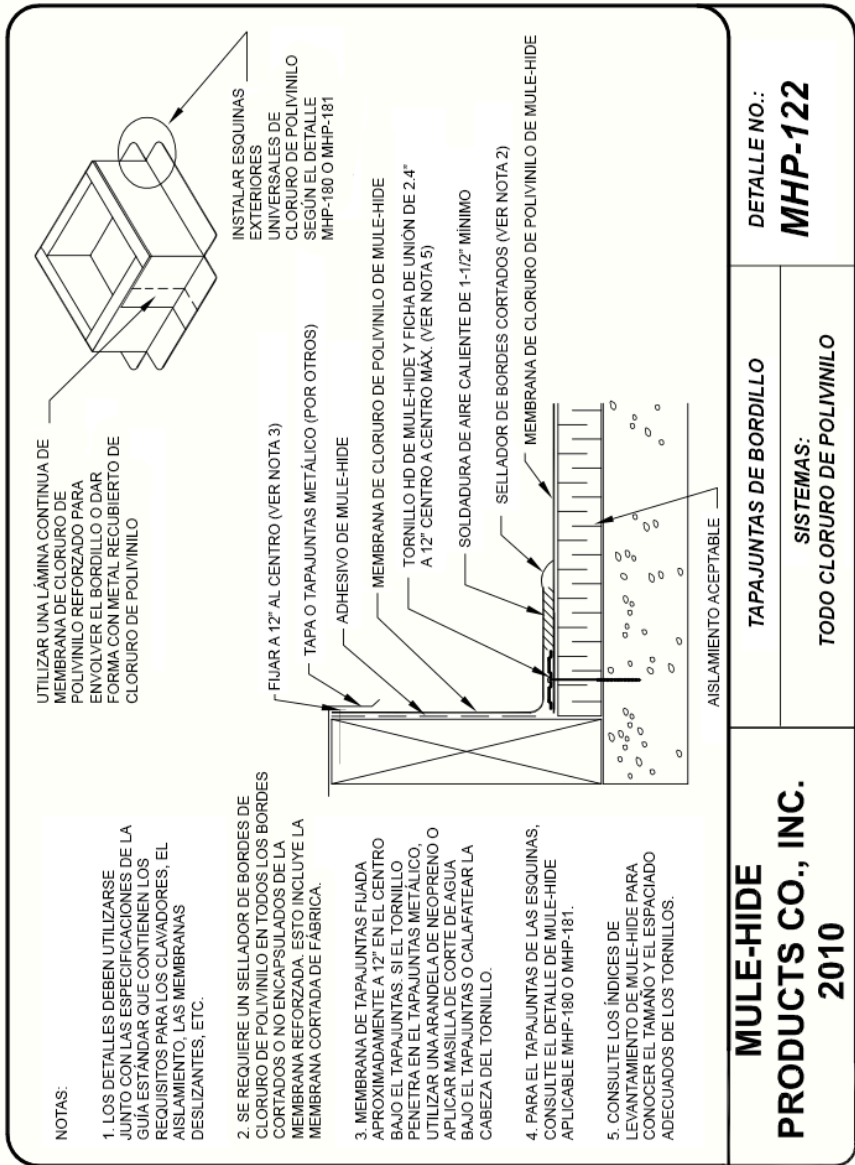 NOTAS:
1. LOS DETALLES DEBEN UTILIZARSE
JUNTO CON LAS ESPECIFICACIONES DE LA
GUÍA ESTÁNDAR QUE CONTIENEN LOS
REQUISITOS PARA LOS CLAVADORES, EL
AISLAMIENTO, LAS MEMBRANAS
DESLIZANTES, ETC.
2. SE REQUIERE UN SELLADOR DE BORDES DE
CLORURO DE POLIVINILO EN TODOS LOS BORDES
CORTADOS O NO ENCAPSULADOS DE LA
MEMBRANA REFORZADA. ESTO INCLUYE LA
MEMBRANA CORTADA DE FÁBRICA.
3. MEMBRANA DE TAPAJUNTAS FIJADA
APROXIMADAMENTE A 12" EN EL CENTRO
BAJO EL TAPAJUNTAS. SI EL TORNILLO
PENETRA EN EL TAPAJUNTAS METÁLICO,
UTILIZAR UNA ARANDELA DE NEOPRENO O
APLICAR MASILLA DE CORTE DE AGUA
BAJO EL TAPAJUNTAS O CALAFATEAR LA
CABEZA DEL TORNILLO.
4. PARA EL TAPAJUNTAS DE LAS ESQUINAS,
CONSULTE EL DETALLE DE MULE-HIDE
APLICABLE MHP-180 O MHP-181.
5. CONSULTE LOS ÍNDICES DE
LEVANTAMIENTO DE MULE-HIDE PARA
CONOCER EL TAMAÑO Y EL ESPACIADO
ADECUADOS DE LOS TORNILLOS.
UTILIZAR UNA LÁMINA CONTINUA DE
MEMBRANA DE CLORURO DE
POLIVINILO REFORZADO PARA
ENVOLVER EL BORDILLO O DAR
FORMA CON METAL RECUBIERTO DE
CLORURO DE POLIVINILO
INSTALAR ESQUINAS
EXTERIORES
UNIVERSALES DE
CLORURO DE POLIVINILO
SEGÚN EL DETALLE
MHP-180 O MHP-181
FIJAR A 12" AL CENTRO (VER NOTA 3)
TAPA O TAPAJUNTAS METÁLICO (POR OTROS)
ADHESIVO DE MULE-HIDE
MEMBRANA DE CLORURO DE POLIVINILO DE MULE-HIDE
TORNILLO HD DE MULE-HIDE Y FICHA DE UNIÓN DE 2.4"
A 12" CENTRO A CENTRO MÁX. (VER NOTA 5)
SOLDADURA DE AIRE CALIENTE DE 1-1/2" MÍNIMO
SELLADOR DE BORDES CORTADOS (VER NOTA 2)
MEMBRANA DE CLORURO DE POLIVINILO DE MULE-HIDE
AISLAMIENTO ACEPTABLE
MULE-HIDE
PRODUCTS CO., INC.
2010
TAPAJUNTAS DE BORDILLO
SISTEMAS:
TODO CLORURO DE POLIVINILO
DETALLE NO.:
MHP-122